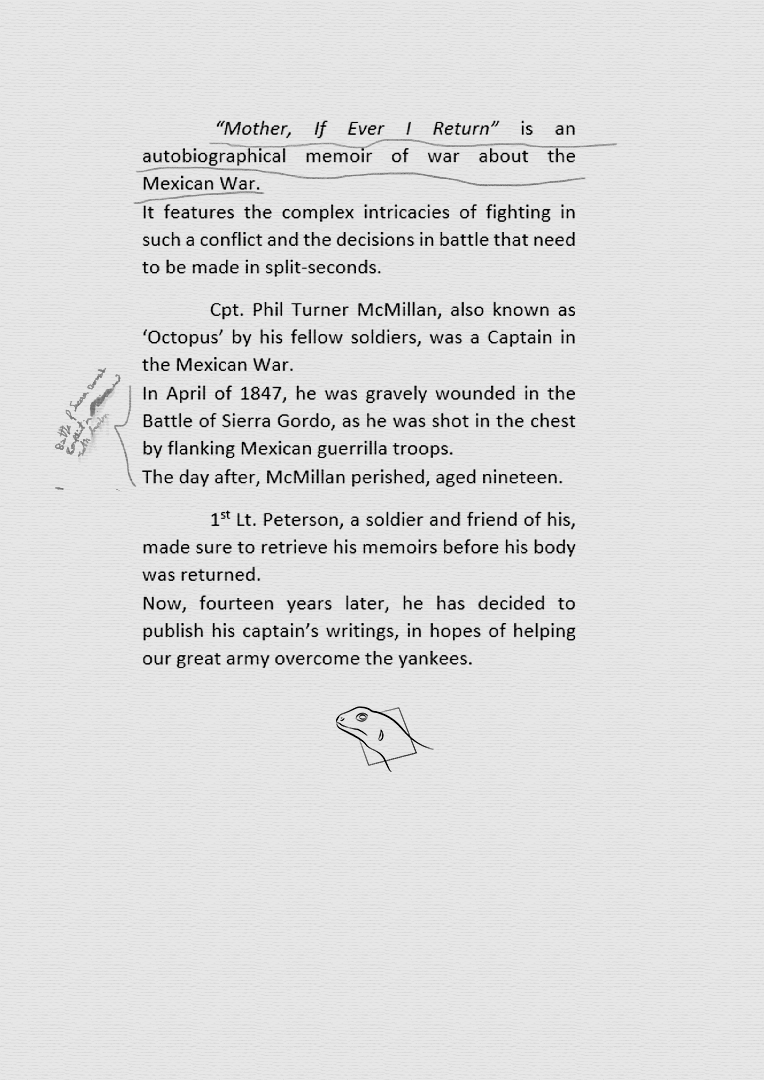 “Mother, If Ever I Return” is an
autobiographical memoir of war about the
Mexican War.
It features the complex intricacies of fighting in
such a conflict and the decisions in battle that need
to be made in split-seconds.
Cpt. Phil Turner McMillan, also known as
‘Octopus’ by his fellow soldiers, was a Captain in
the Mexican War.
In April of 1847, he was gravely wounded in the
Battle of Sierra Gordo, as he was shot in the chest
by flanking Mexican guerrilla troops.
The day after, McMillan perished, aged nineteen.
Battle of
1st Lt. Peterson, a soldier and friend of his,
made sure to retrieve his memoirs before his body
was returned.
Now, fourteen years later, he has decided to
publish his captain’s writings, in hopes of helping
our great army overcome the yankees.